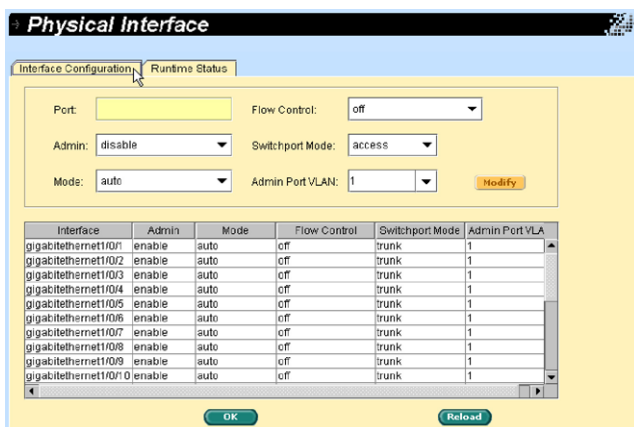 Physical Interface
Interface Configuration Runtime Status
Port: Flow Control: off
Admin: disable Switchport Mode: access
Mode: auto Admin Port VLAN: 1 Modify
Interface Admin Mode Flow Control Switchport Mode Admin Port VLA
gigabitethernet1/0/1 enable auto off trunk 1
gigabitethernet1/0/2 enable auto off trunk 1
gigabitethernet1/0/3 enable auto off trunk 1
gigabitethernet1/0/4 enable auto off trunk 1
gigabitethernet1/0/5 enable auto off trunk 1
gigabitethernet1/0/6 enable auto off trunk 1
gigabitethernet1/0/7 enable auto off trunk 1
gigabitethernet1/0/8 enable auto off trunk 1
gigabitethernet1/0/9 enable auto off trunk 1
gigabitethernet1/0/10 enable auto off trunk 1
OK Reload